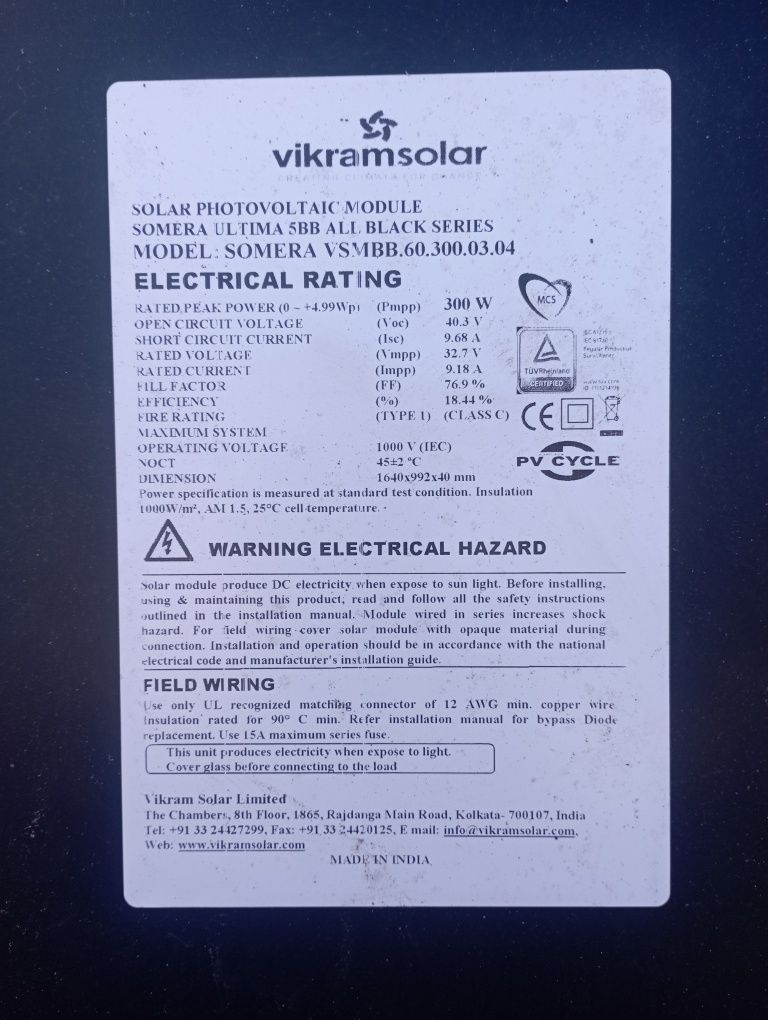 vikramsolar
CREATING CLIMATE FOR CHANGE
SOLAR PHOTOVOLTAIC MODULE
SOMERA ULTIMA 5BB ALL BLACK SERIES
MODEL: SOMERA VSMBB.60.300.03.04
ELECTRICAL RATING
RATED PEAK POWER (0 ~ +4.99Wp) (Pmpp) 300 W
OPEN CIRCUIT VOLTAGE (Voc) 40.3 V
SHORT CIRCUIT CURRENT (Isc) 9.68 A
RATED VOLTAGE (Vmpp) 32.7 V
RATED CURRENT (Impp) 9.18 A
FILL FACTOR (FF) 76.9 %
EFFICIENCY (%) 18.44 %
FIRE RATING (TYPE 1) (CLASS C)
MAXIMUM SYSTEM
OPERATING VOLTAGE 1000 V (IEC)
NOCT 45±2 °C
DIMENSION 1640x992x40 mm
MCS
TÜVRheinland
CERTIFIED
Regular Production
Surveillance
www.tuv.com
CE
PV CYCLE
Power specification is measured at standard test condition. Insulation
1000W/m², AM 1.5, 25°C cell temperature.
WARNING ELECTRICAL HAZARD
Solar module produce DC electricity when expose to sun light. Before installing,
using & maintaining this product, read and follow all the safety instructions
outlined in the installation manual. Module wired in series increases shock
hazard. For field wiring cover solar module with opaque material during
connection. Installation and operation should be in accordance with the national
electrical code and manufacturer's installation guide.
FIELD WIRING
Use only UL recognized matching connector of 12 AWG min. copper wire
Insulation rated for 90° C min. Refer installation manual for bypass Diode
replacement. Use 15A maximum series fuse.
This unit produces electricity when expose to light.
Cover glass before connecting to the load
Vikram Solar Limited
The Chambers, 8th Floor, 1865, Rajdanga Main Road, Kolkata- 700107, India
Tel: +91 33 24427299, Fax: +91 33 24420125, E mail: info@vikramsolar.com,
Web: www.vikramsolar.com
MADE IN INDIA